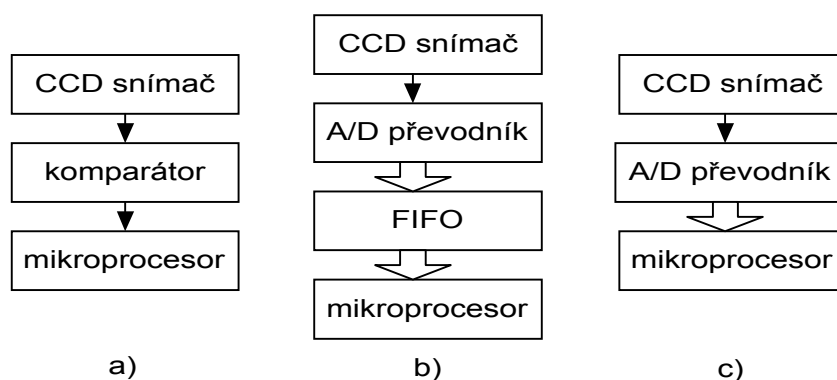 CCD snímač
komparátor
mikroprocesor
a)
CCD snímač
A/D převodník
FIFO
mikroprocesor
b)
CCD snímač
A/D převodník
mikroprocesor
c)